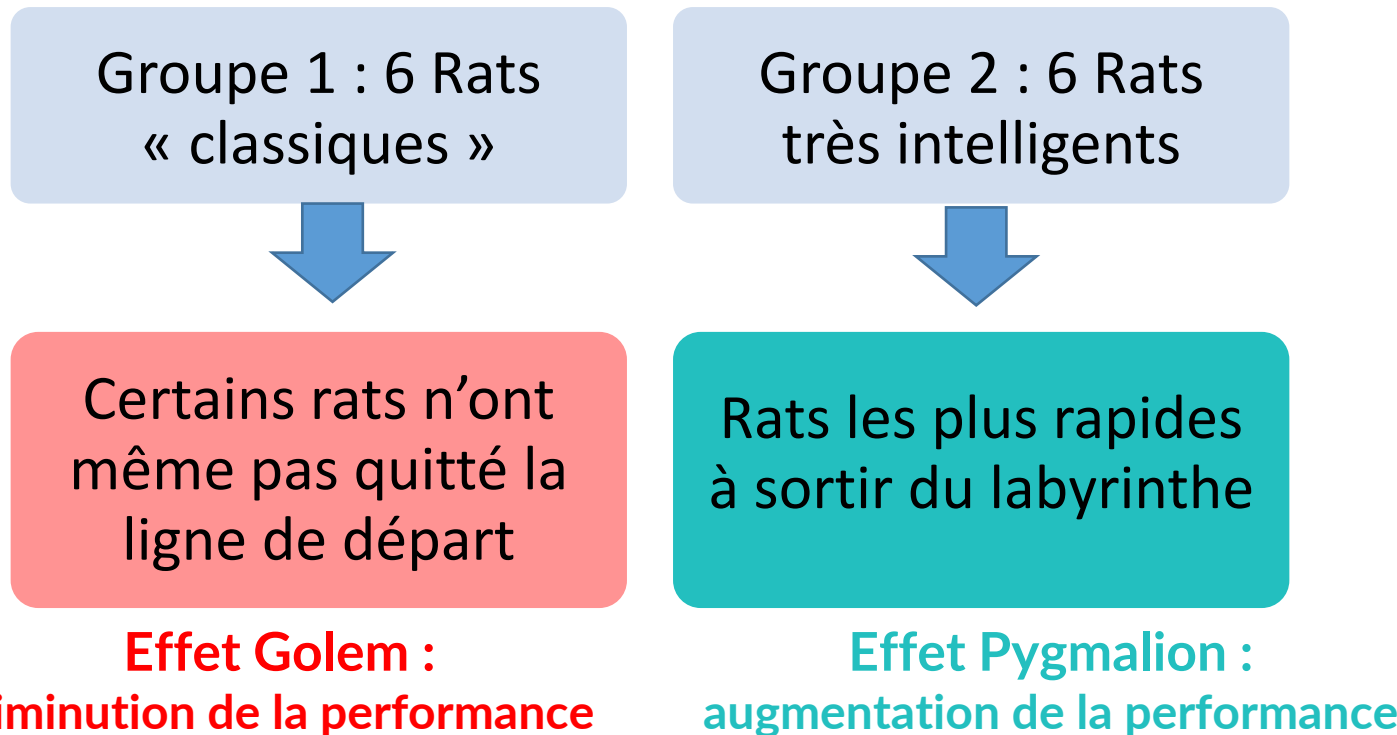 Groupe 1 : 6 Rats
« classiques »
Groupe 2 : 6 Rats
très intelligents
Certains rats n’ont
même pas quitté la
ligne de départ
Rats les plus rapides
à sortir du labyrinthe
Effet Golem :
iminution de la performance
Effet Pygmalion :
augmentation de la performance